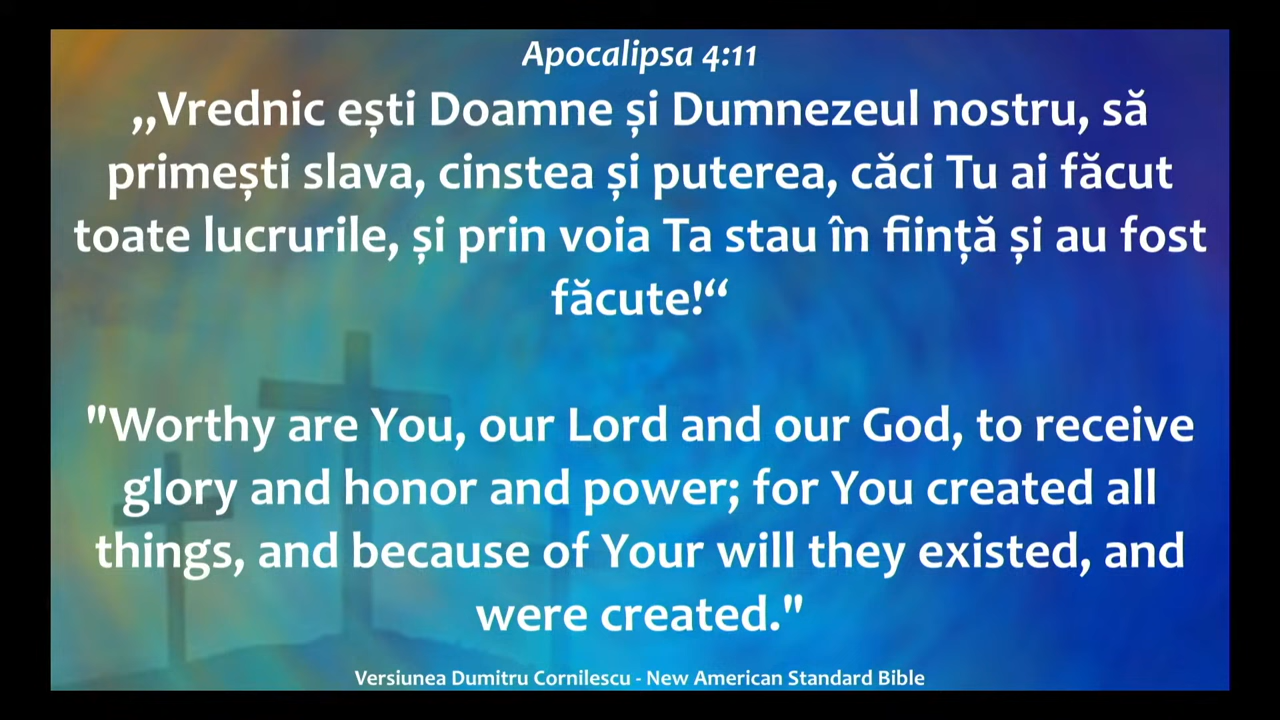 Apocalipsa 4:11
„Vrednic ești Doamne și Dumnezeul nostru, să
primești slava, cinstea și puterea, căci Tu ai făcut
toate lucrurile, și prin voia Ta stau în ființă și au fost
făcute!“
"Worthy are You, our Lord and our God, to receive
glory and honor and power; for You created all
things, and because of Your will they existed, and
were created."
Versiunea Dumitru Cornilescu - New American Standard Bible